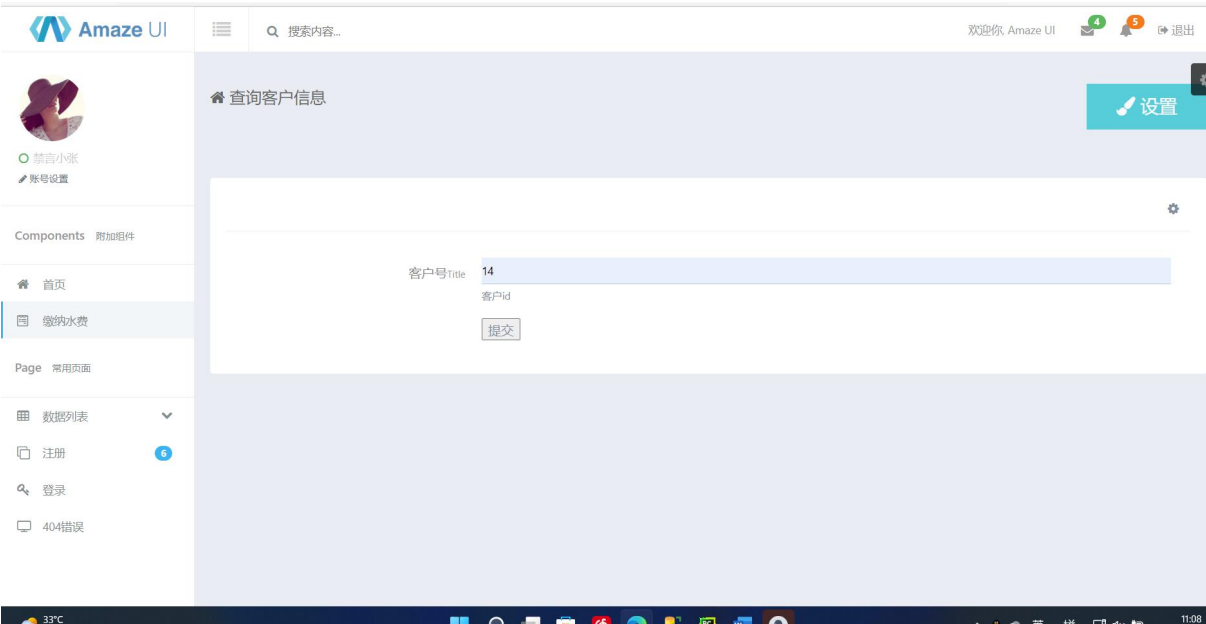 Amaze UI
搜索内容...
欢迎你, Amaze UI
4
5
退出
查询客户信息
设置
禁言小张
账号设置
Components 附加组件
首页
缴纳水费
Page 常用页面
数据列表
注册 6
登录
404错误
客户号Title 14
客户id
提交
33°C
英
拼
11:08